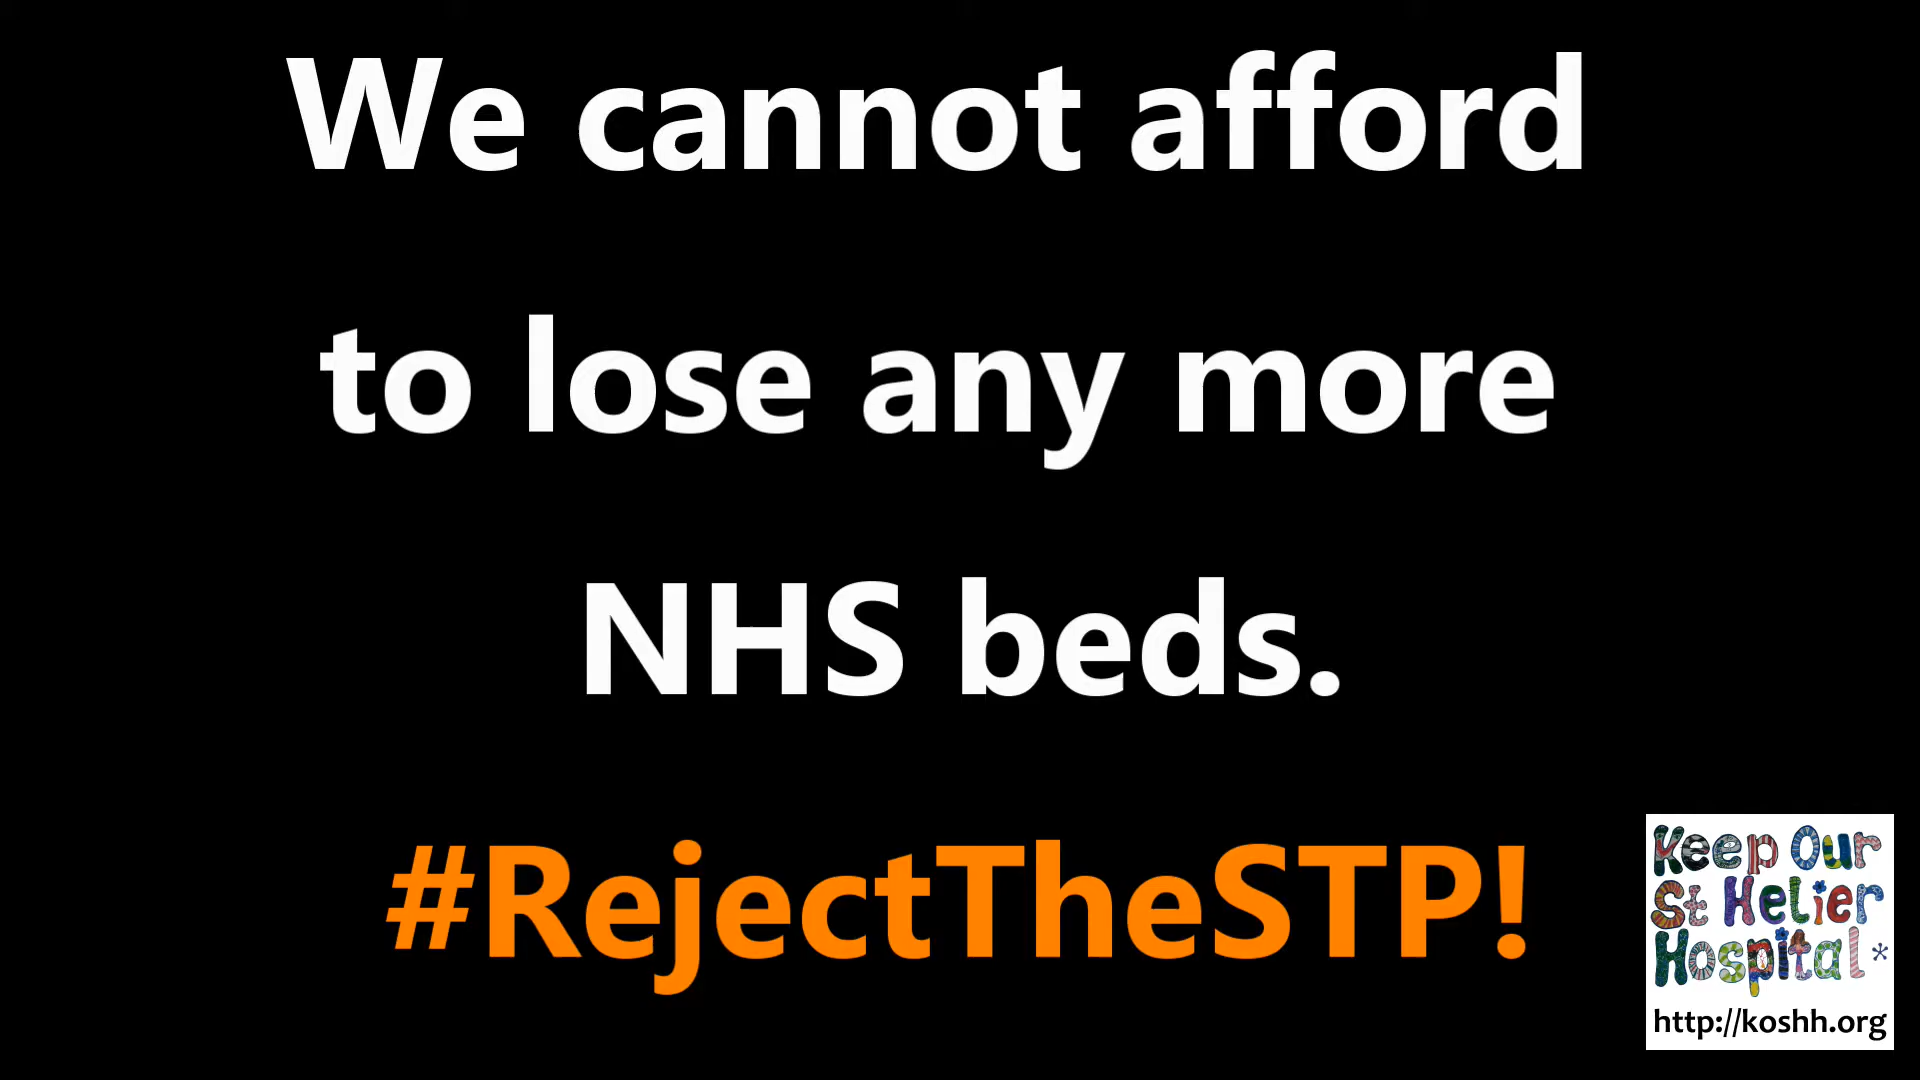 We cannot afford
to lose any more
NHS beds.
#RejectTheSTP!
Keep Our
St Helier
Hospital*
http://koshh.org